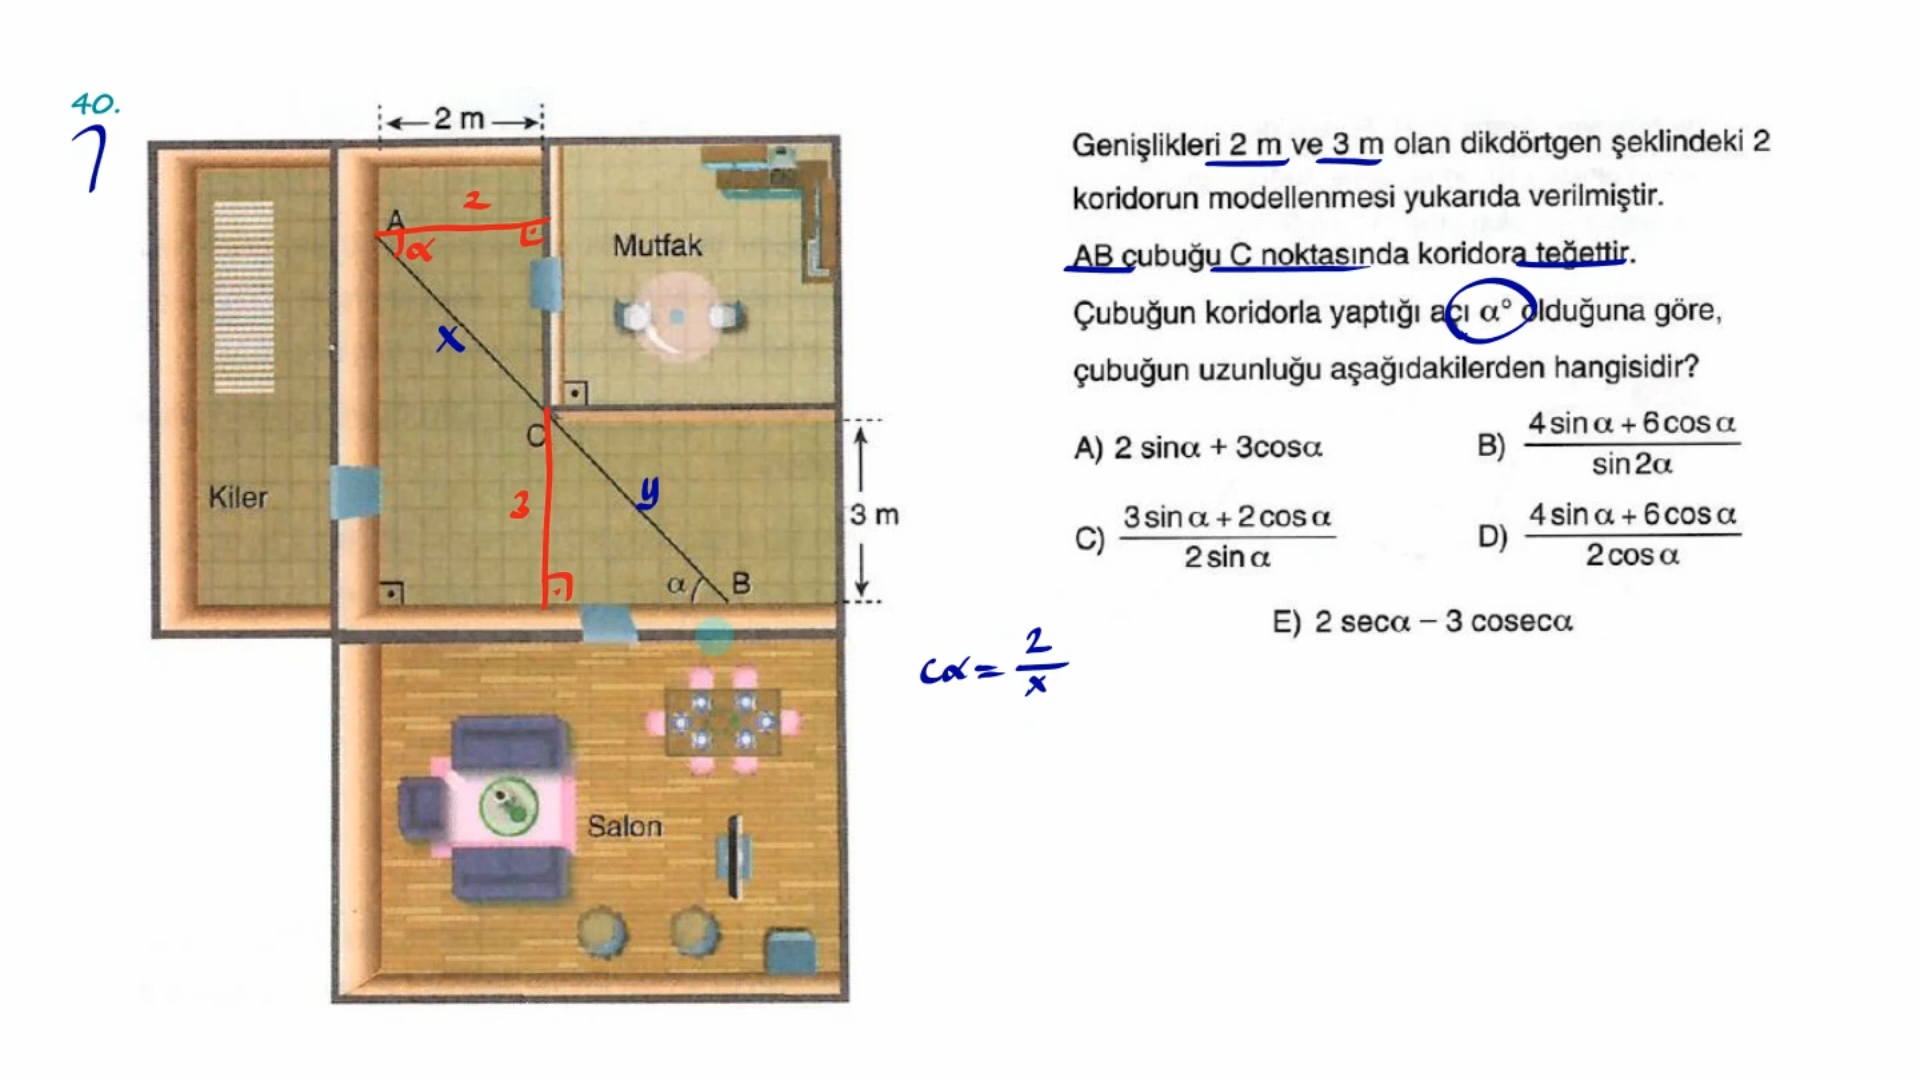 40.
2 m
2
A
α
Mutfak
x
C
3
y
Kiler
3 m
α
B
Salon
Genişlikleri 2 m ve 3 m olan dikdörtgen şeklindeki 2
koridorun modellenmesi yukarıda verilmiştir.
AB çubuğu C noktasında koridora teğettir.
Çubuğun koridorla yaptığı açı α° olduğuna göre,
çubuğun uzunluğu aşağıdakilerden hangisidir?
A) 2 sinα + 3cosα
B) (4 sin α + 6 cos α) / (sin 2α)
C) (3 sin α + 2 cos α) / (2 sin α)
D) (4 sin α + 6 cos α) / (2 cos α)
E) 2 secα – 3 cosecα
cα = 2/x